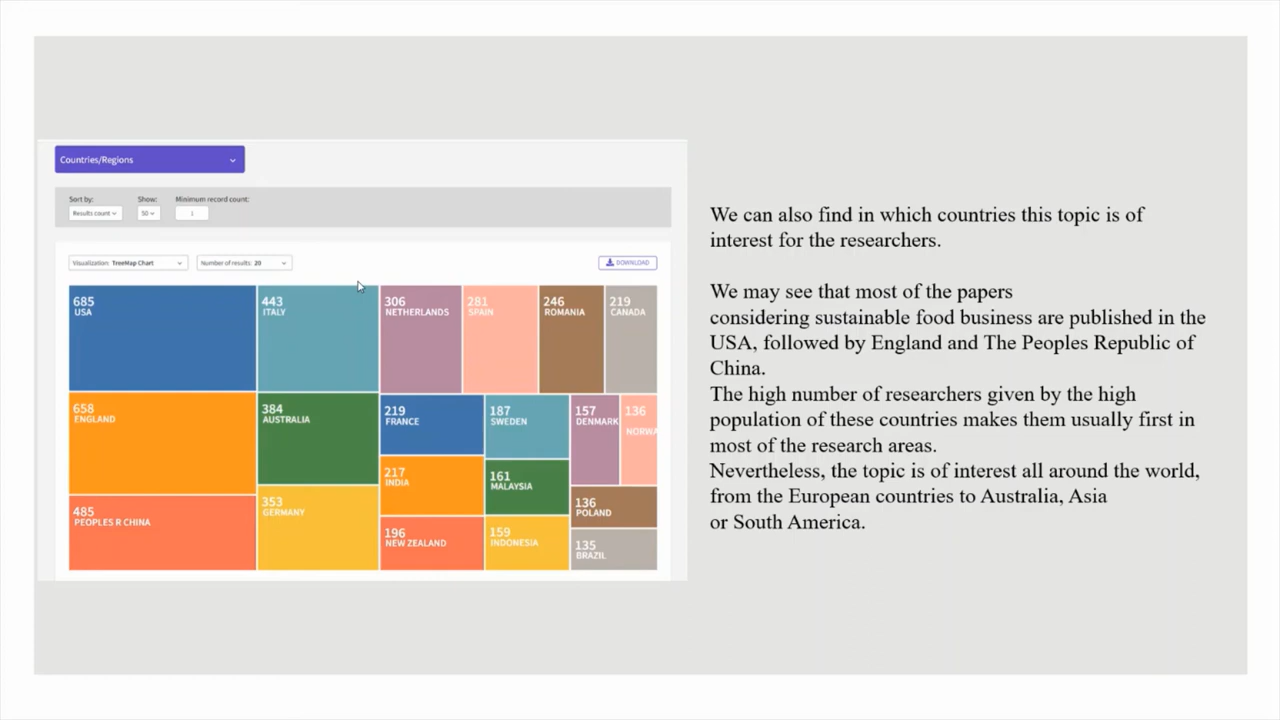 Countries/Regions
Sort by:
Show:
Minimum record count:
Results count
50
1
Visualization: TreeMap Chart
Number of results: 20
DOWNLOAD
685
USA
443
ITALY
306
NETHERLANDS
281
SPAIN
246
ROMANIA
219
CANADA
658
ENGLAND
384
AUSTRALIA
219
FRANCE
187
SWEDEN
157
DENMARK
136
NORWA
217
INDIA
161
MALAYSIA
485
PEOPLES R CHINA
353
GERMANY
196
NEW ZEALAND
159
INDONESIA
136
POLAND
135
BRAZIL
We can also find in which countries this topic is of
interest for the researchers.
We may see that most of the papers
considering sustainable food business are published in the
USA, followed by England and The Peoples Republic of
China.
The high number of researchers given by the high
population of these countries makes them usually first in
most of the research areas.
Nevertheless, the topic is of interest all around the world,
from the European countries to Australia, Asia
or South America.